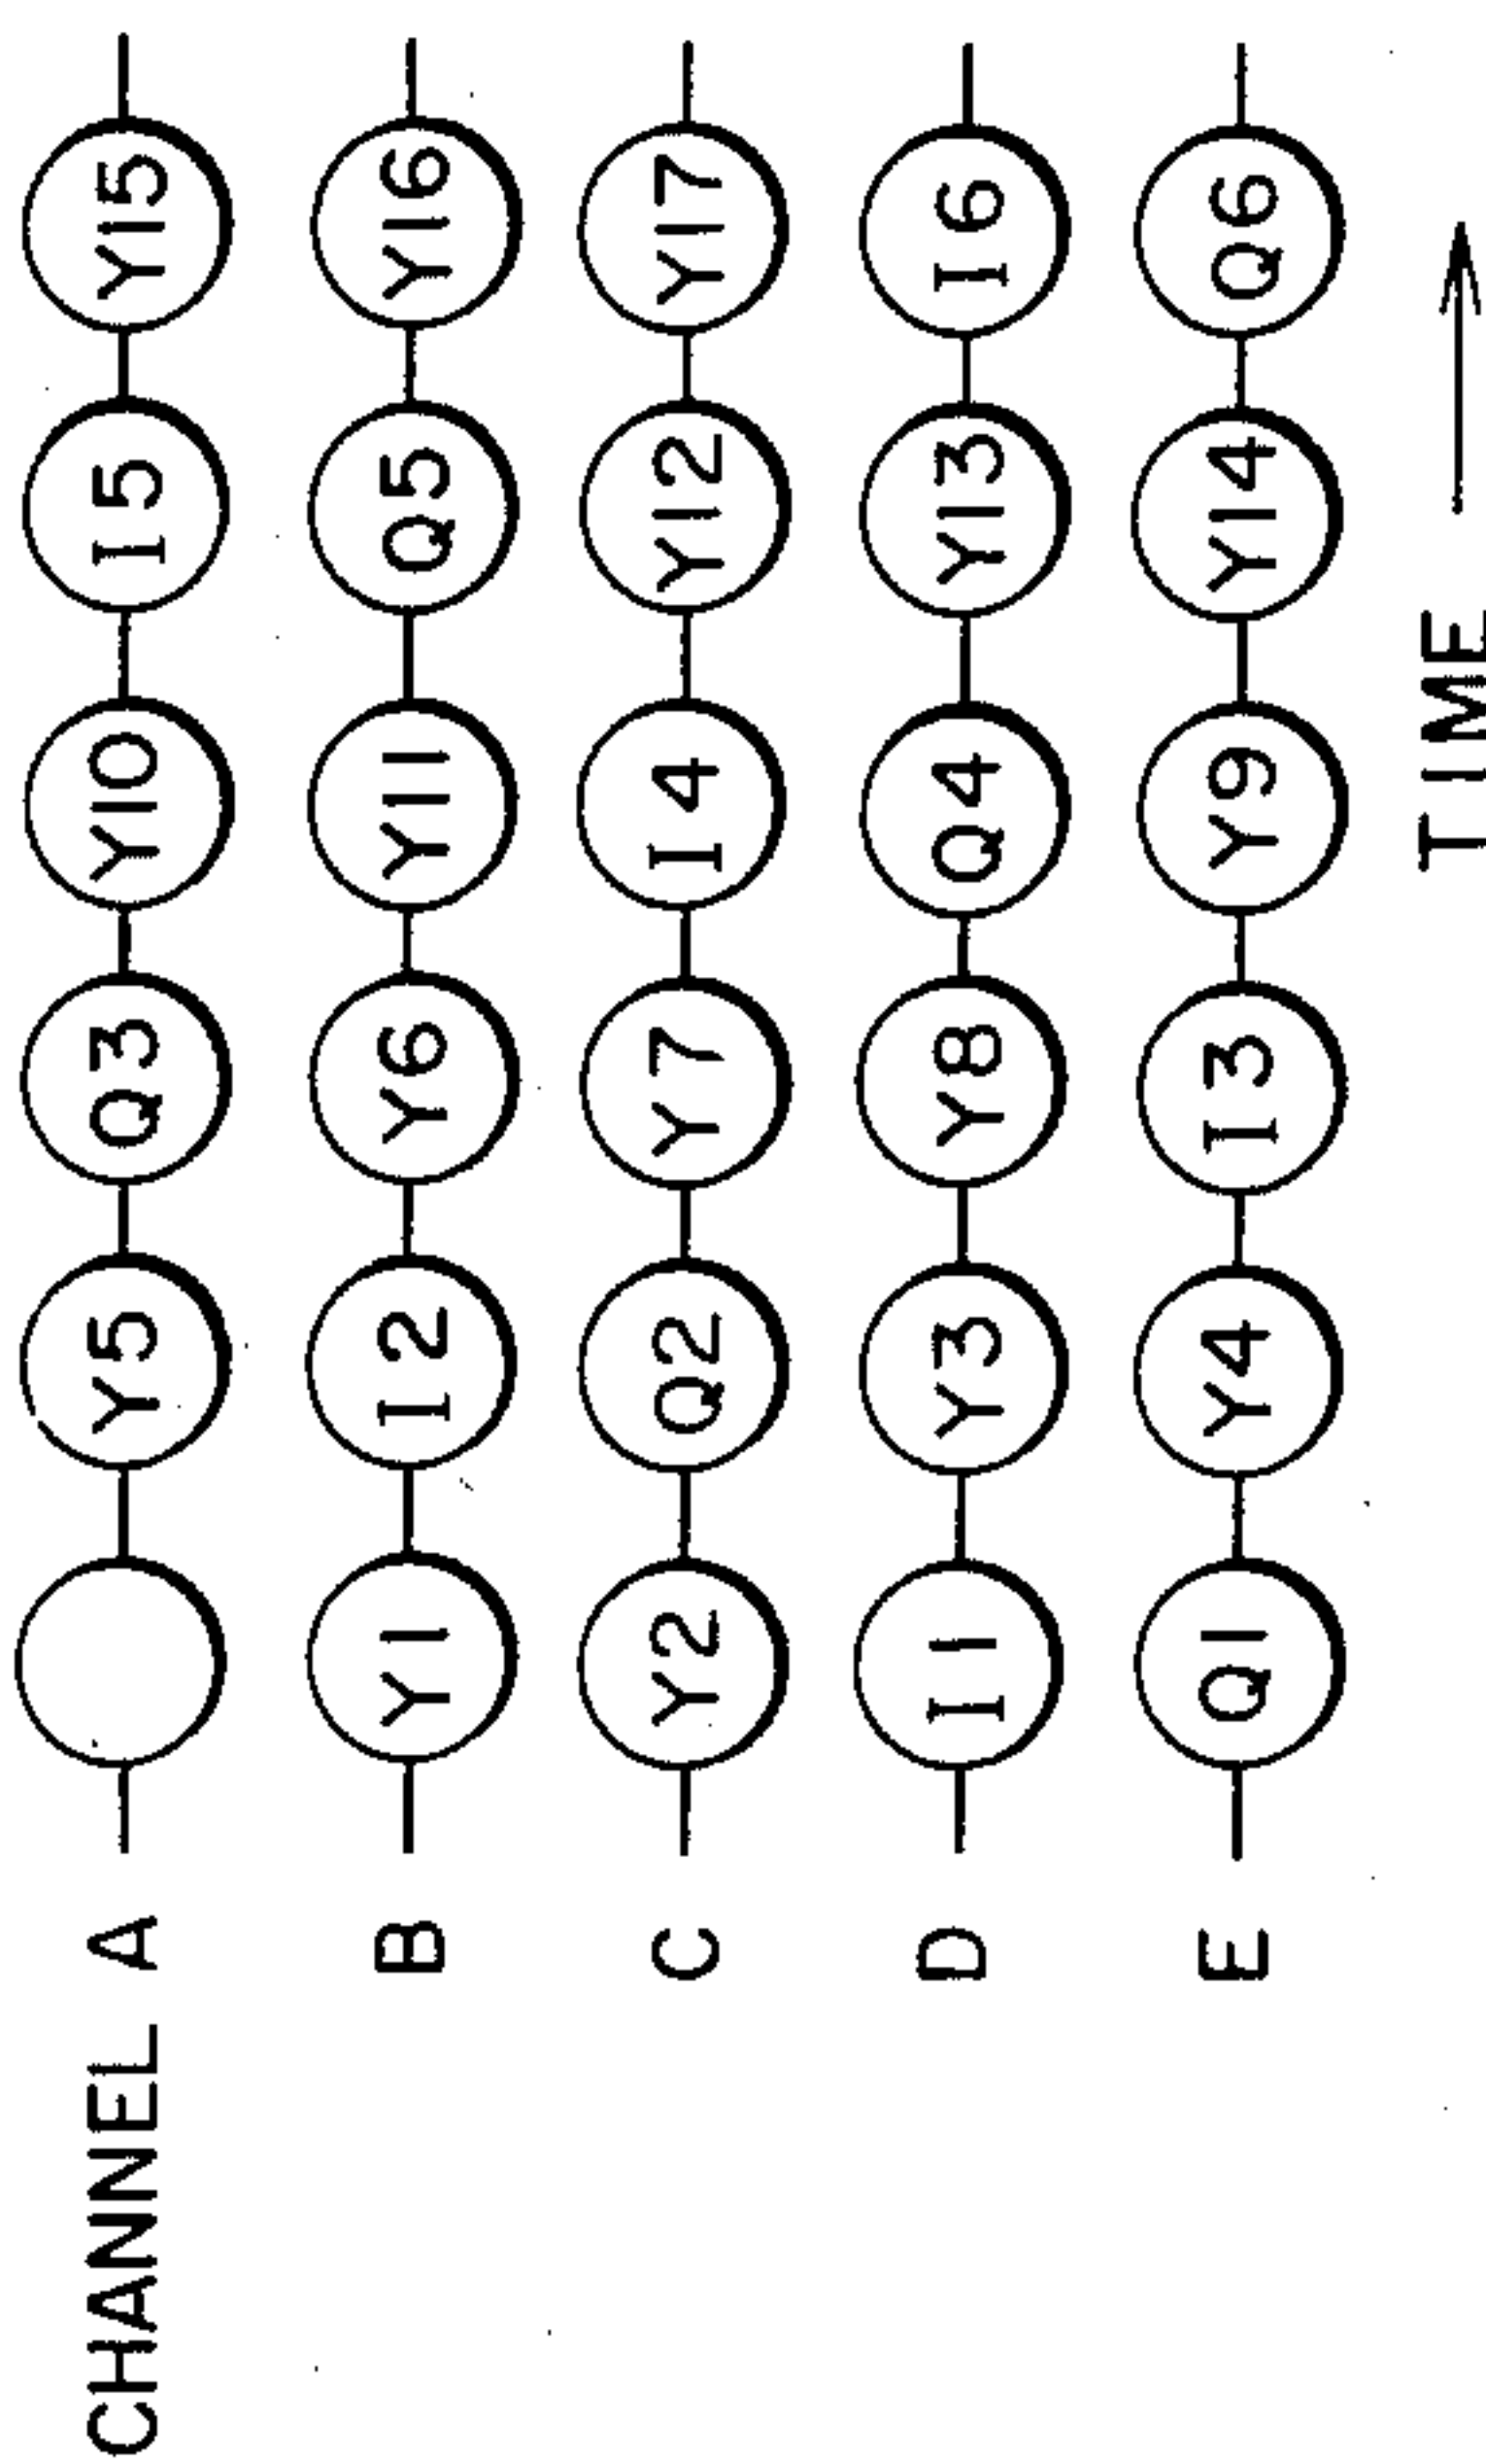 CHANNEL A Y5 Q3 Y10 I5 Y15
B Y1 I2 Y6 Y11 Q5 Y16
C Y2 Q2 Y7 I4 Y12 Y17
D I1 Y3 Y8 Q4 Y13 I6
E Q1 Y4 I3 Y9 Y14 Q6
TIME